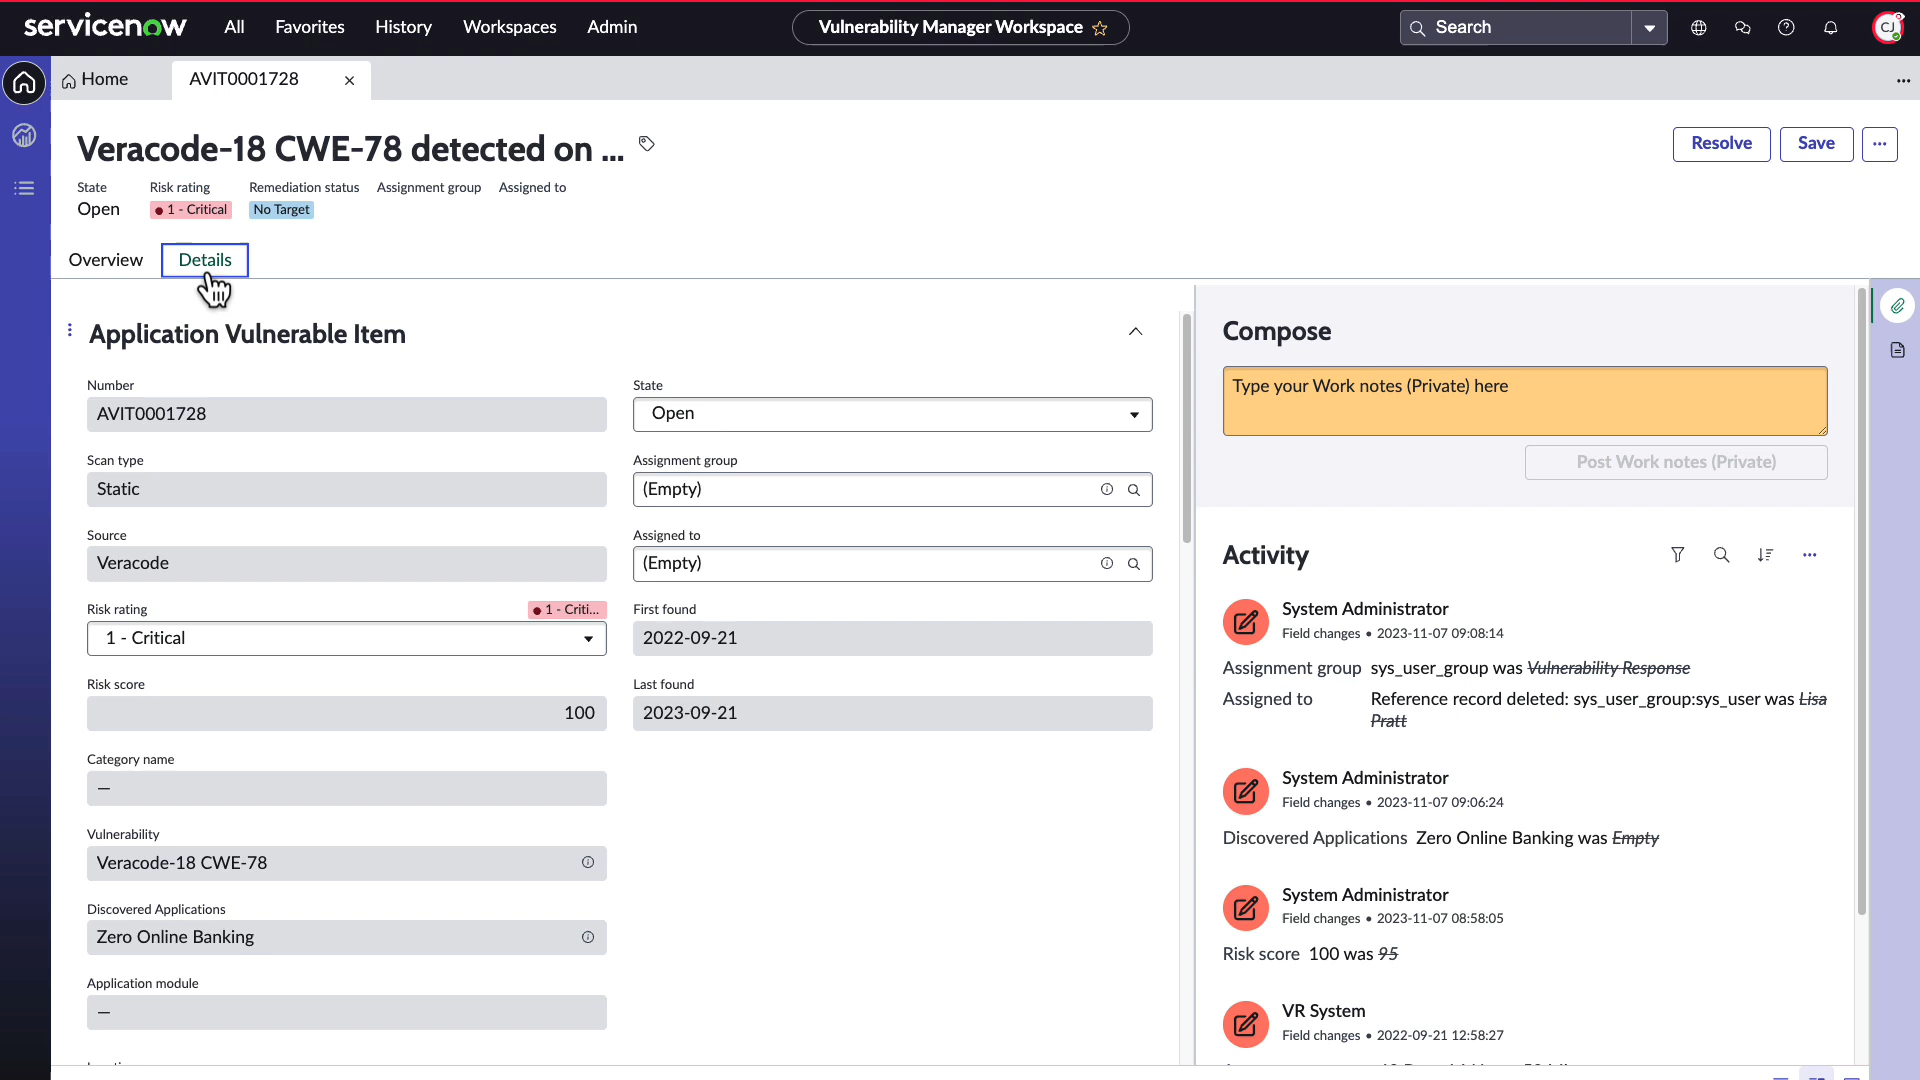 servicenow All Favorites History Workspaces Admin Vulnerability Manager Workspace Search CJ
Home AVIT0001728
Veracode-18 CWE-78 detected on ...
Resolve Save
State Risk rating Remediation status Assignment group Assigned to
Open 1 - Critical No Target
Overview Details
Application Vulnerable Item
Number
AVIT0001728
Scan type
Static
Source
Veracode
Risk rating 1 - Criti...
1 - Critical
Risk score
100
Category name
—
Vulnerability
Veracode-18 CWE-78
Discovered Applications
Zero Online Banking
Application module
—
State
Open
Assignment group
(Empty)
Assigned to
(Empty)
First found
2022-09-21
Last found
2023-09-21
Compose
Type your Work notes (Private) here
Post Work notes (Private)
Activity
System Administrator
Field changes • 2023-11-07 09:08:14
Assignment group sys_user_group was Vulnerability Response
Assigned to Reference record deleted: sys_user_group:sys_user was Lisa
Pratt
System Administrator
Field changes • 2023-11-07 09:06:24
Discovered Applications Zero Online Banking was Empty
System Administrator
Field changes • 2023-11-07 08:58:05
Risk score 100 was 95
VR System
Field changes • 2022-09-21 12:58:27